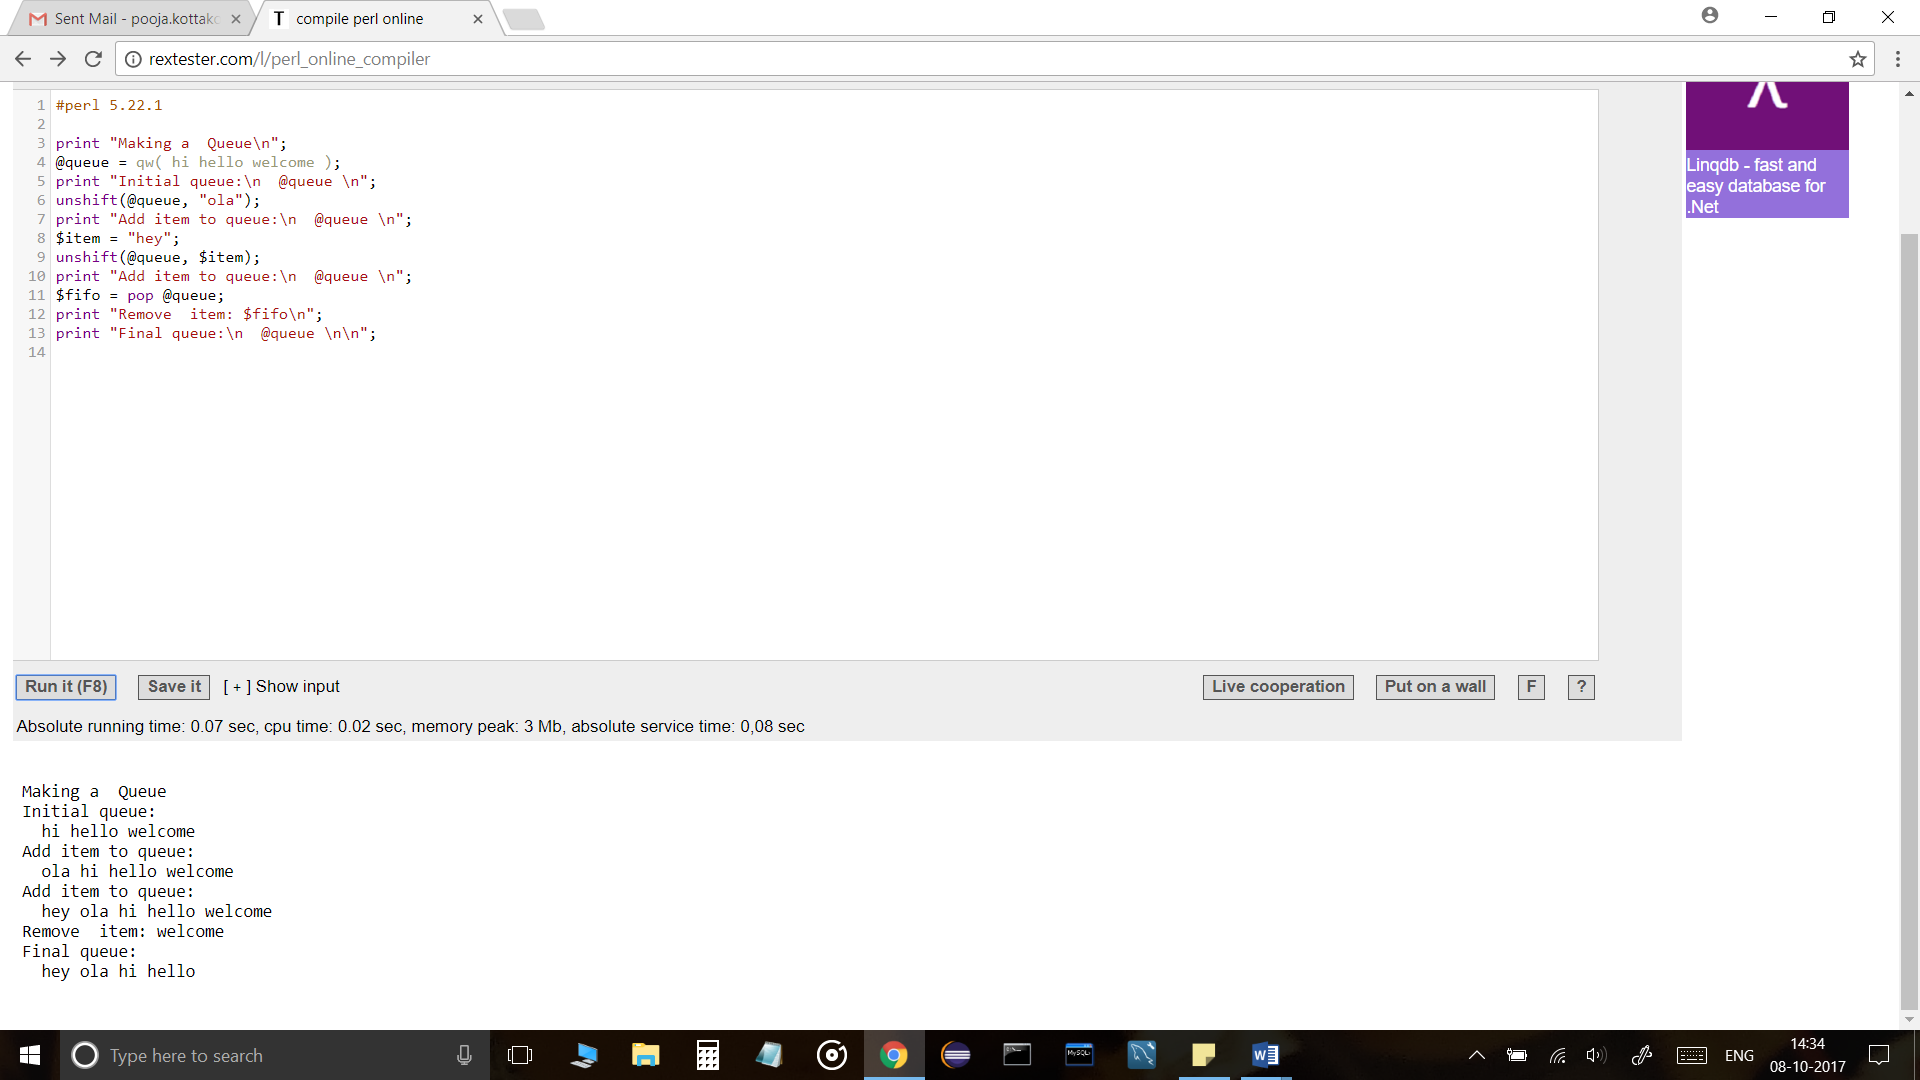 Sent Mail - pooja.kottakc
compile perl online
rextester.com/l/perl_online_compiler
1 #perl 5.22.1
2
3 print "Making a  Queue\n";
4 @queue = qw( hi hello welcome );
5 print "Initial queue:\n  @queue \n";
6 unshift(@queue, "ola");
7 print "Add item to queue:\n  @queue \n";
8 $item = "hey";
9 unshift(@queue, $item);
10 print "Add item to queue:\n  @queue \n";
11 $fifo = pop @queue;
12 print "Remove  item: $fifo\n";
13 print "Final queue:\n  @queue \n\n";
14
Linqdb - fast and
easy database for
.Net
Run it (F8) Save it [ + ] Show input Live cooperation Put on a wall F ?
Absolute running time: 0.07 sec, cpu time: 0.02 sec, memory peak: 3 Mb, absolute service time: 0,08 sec
Making a  Queue
Initial queue:
  hi hello welcome
Add item to queue:
  ola hi hello welcome
Add item to queue:
  hey ola hi hello welcome
Remove  item: welcome
Final queue:
  hey ola hi hello
Type here to search
MySQL
ENG
14:34
08-10-2017